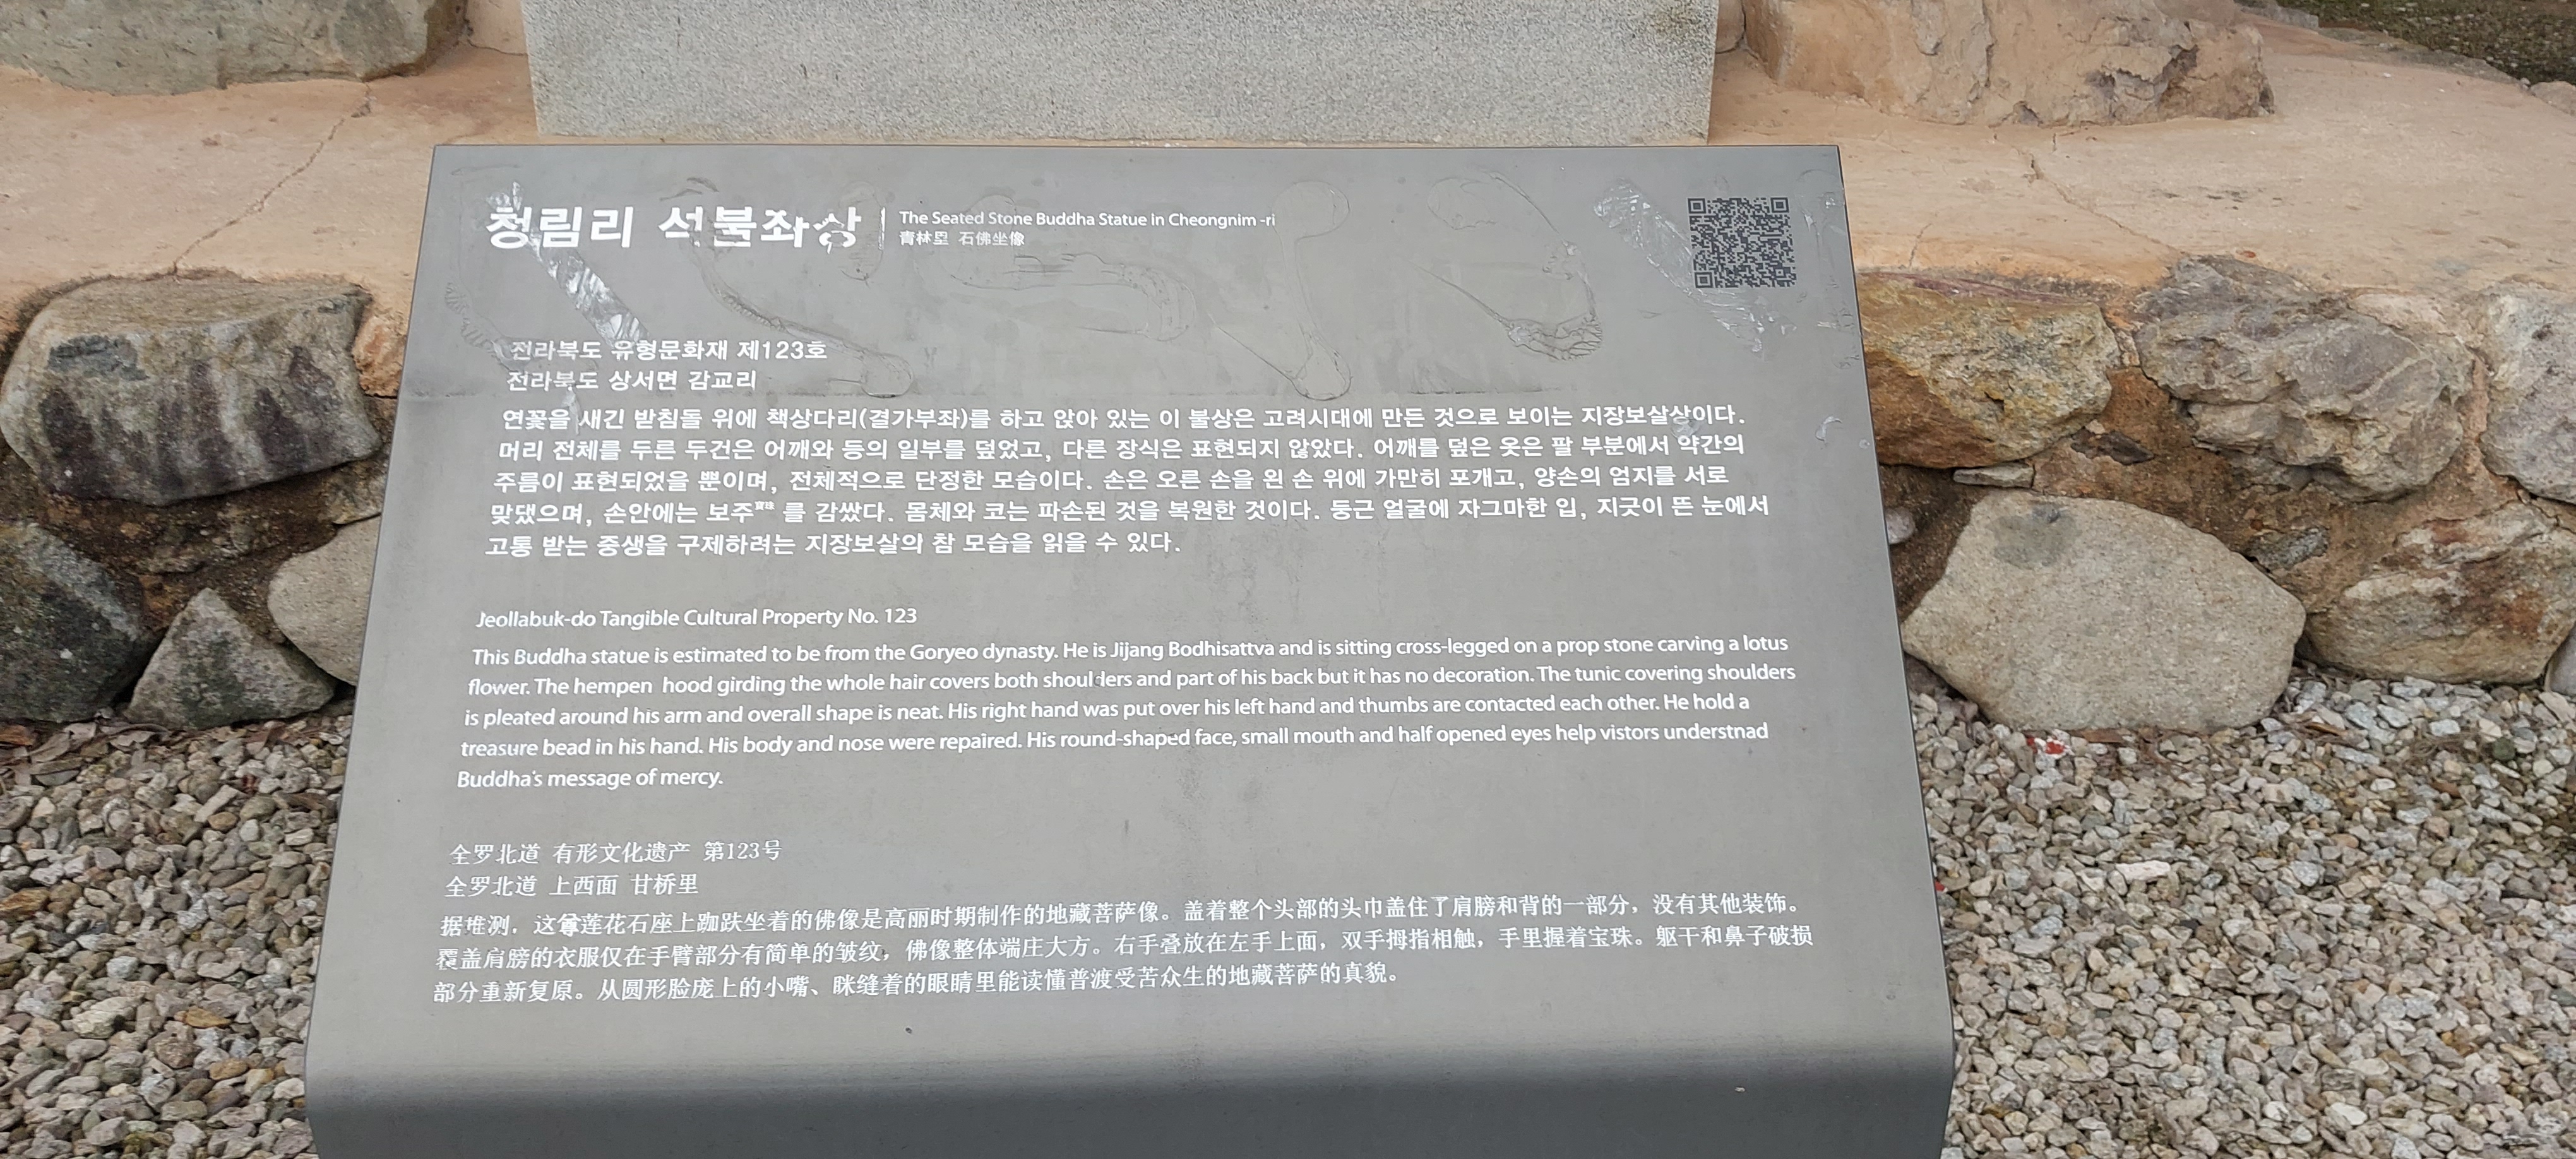 청림리 석불좌상
The Seated Stone Buddha Statue in Cheongnim -ri
青林里 石佛坐像
전라북도 유형문화재 제123호
전라북도 상서면 감교리
연꽃을 새긴 받침돌 위에 책상다리(결가부좌)를 하고 앉아 있는 이 불상은 고려시대에 만든 것으로 보이는 지장보살상이다.
머리 전체를 두른 두건은 어깨와 등의 일부를 덮었고, 다른 장식은 표현되지 않았다. 어깨를 덮은 옷은 팔 부분에서 약간의
주름이 표현되었을 뿐이며, 전체적으로 단정한 모습이다. 손은 오른 손을 왼 손 위에 가만히 포개고, 양손의 엄지를 서로
맞댔으며, 손안에는 보주寶珠 를 감쌌다. 몸체와 코는 파손된 것을 복원한 것이다. 둥근 얼굴에 자그마한 입, 지긋이 뜬 눈에서
고통 받는 중생을 구제하려는 지장보살의 참 모습을 읽을 수 있다.
Jeollabuk-do Tangible Cultural Property No. 123
This Buddha statue is estimated to be from the Goryeo dynasty. He is Jijang Bodhisattva and is sitting cross-legged on a prop stone carving a lotus
flower. The hempen hood girding the whole hair covers both shoulders and part of his back but it has no decoration. The tunic covering shoulders
is pleated around his arm and overall shape is neat. His right hand was put over his left hand and thumbs are contacted each other. He hold a
treasure bead in his hand. His body and nose were repaired. His round-shaped face, small mouth and half opened eyes help vistors understnad
Buddha's message of mercy.
全罗北道 有形文化遗产 第123号
全罗北道 上西面 甘桥里
据推测，这尊莲花石座上跏趺坐着的佛像是高丽时期制作的地藏菩萨像。盖着整个头部的头巾盖住了肩膀和背的一部分，没有其他装饰。
覆盖肩膀的衣服仅在手臂部分有简单的皱纹，佛像整体端庄大方。右手叠放在左手上面，双手拇指相触，手里握着宝珠。躯干和鼻子破损
部分重新复原。从圆形脸庞上的小嘴、眯缝着的眼睛里能读懂普渡受苦众生的地藏菩萨的真貌。